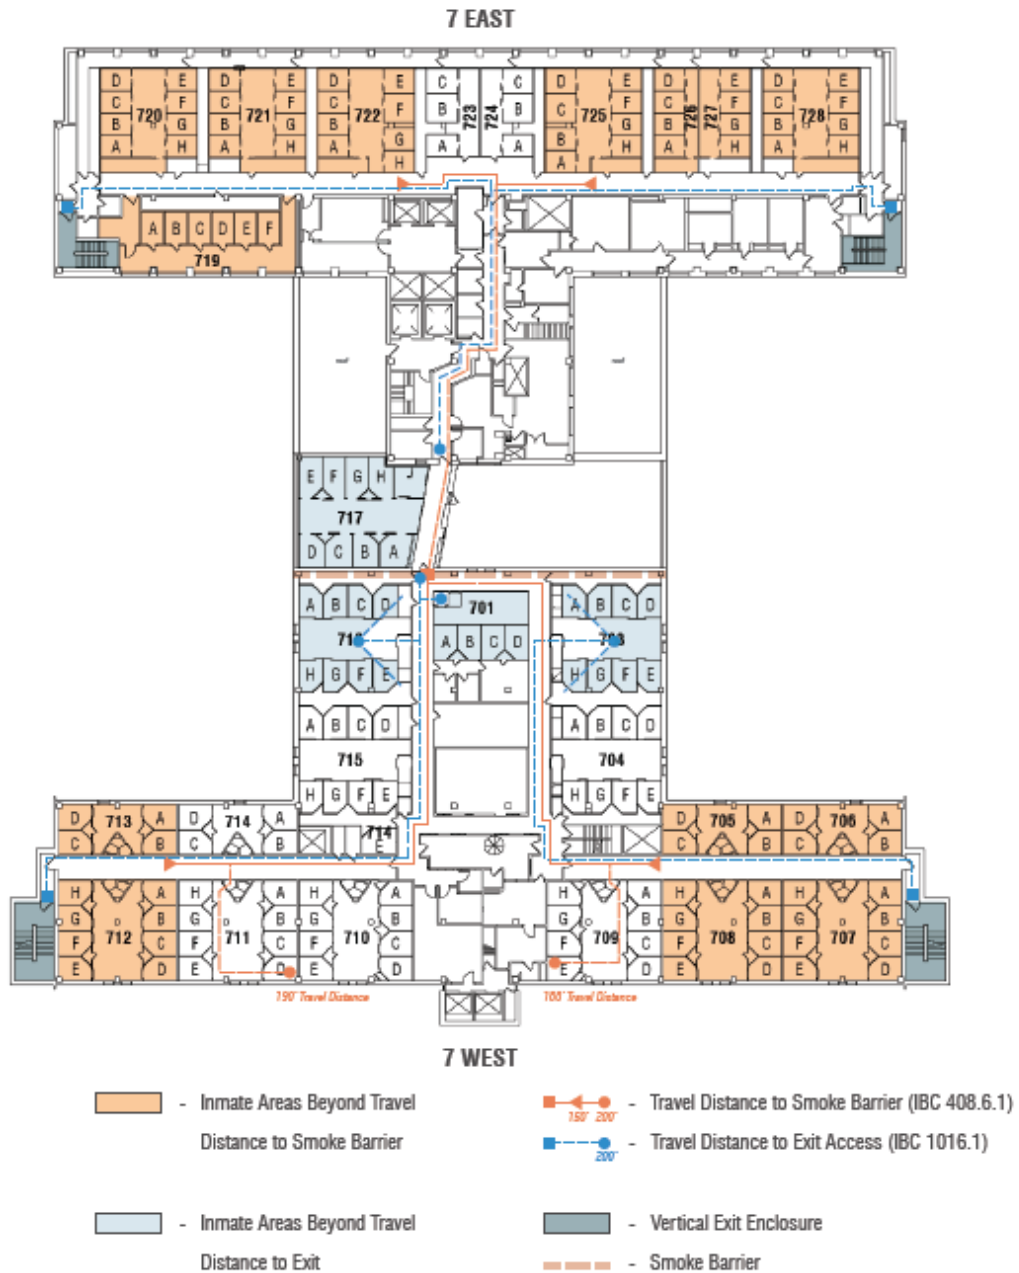 7 EAST
D E D E D E C C D E D E D E
C F C F C F B B C F C F C F
B G B G B G A A B G B G B G
A H A H A H A H A H A H
720 721 722 723 724 725 726 727 728
A B C D E F
719
E F G H
717
D C B A
A B C D
701
A B C D
A B C D
H G F E
H G F E
A B C D
A B C D
715
704
H G F E
H G F E
D 713 A D 714 A
C B C B
714
E
D 705 A D 706 A
C B C B
H A H A H A
G B G B G B
712 711 710
F C F C F C
E D E D E D
H A H A H A
G B G B G B
709 708 707
F C F C F C
E D E D E D
190' Travel Distance
188' Travel Distance
7 WEST
- Inmate Areas Beyond Travel
Distance to Smoke Barrier
150' 200'
- Travel Distance to Smoke Barrier (IBC 408.6.1)
200'
- Travel Distance to Exit Access (IBC 1016.1)
- Inmate Areas Beyond Travel
Distance to Exit
- Vertical Exit Enclosure
- Smoke Barrier